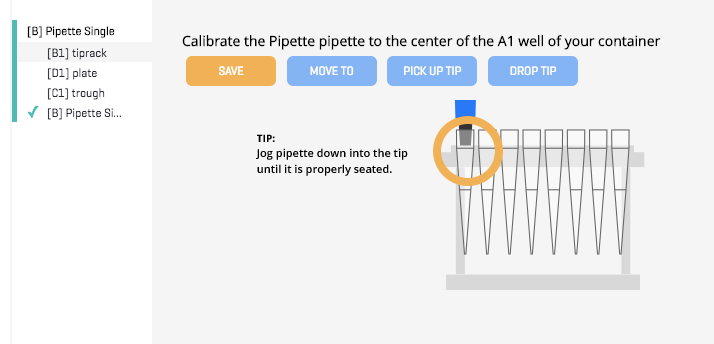 [B] Pipette Single
[B1] tiprack
[D1] plate
[C1] trough
[B] Pipette Si...
Calibrate the Pipette pipette to the center of the A1 well of your container
SAVE
MOVE TO
PICK UP TIP
DROP TIP
TIP:
Jog pipette down into the tip
until it is properly seated.